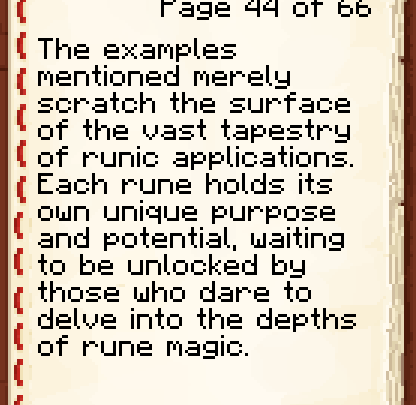 Page 44 of 66
The examples
mentioned merely
scratch the surface
of the vast tapestry
of runic applications.
Each rune holds its
own unique purpose
and potential, waiting
to be unlocked by
those who dare to
delve into the depths
of rune magic.